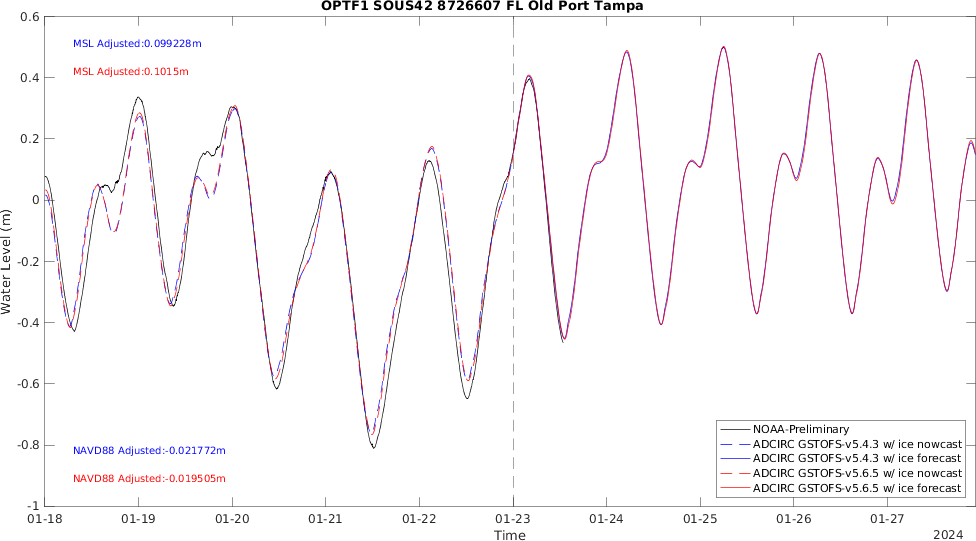 OPTF1 SOUS42 8726607 FL Old Port Tampa
0.6
MSL Adjusted:0.099228m
MSL Adjusted:0.1015m
0.4
0.2
0
-0.2
-0.4
-0.6
-0.8
-1
Water Level (m)
NAVD88 Adjusted:-0.021772m
NAVD88 Adjusted:-0.019505m
NOAA-Preliminary
ADCIRC GSTOFS-v5.4.3 w/ ice nowcast
ADCIRC GSTOFS-v5.4.3 w/ ice forecast
ADCIRC GSTOFS-v5.6.5 w/ ice nowcast
ADCIRC GSTOFS-v5.6.5 w/ ice forecast
01-18 01-19 01-20 01-21 01-22 01-23 01-24 01-25 01-26 01-27
Time
2024